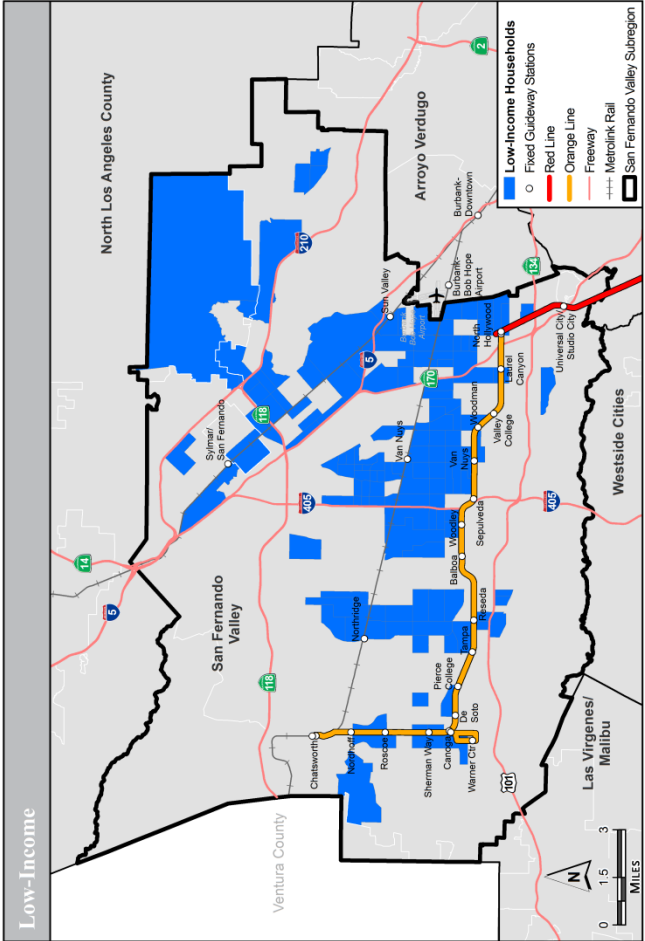 Low-Income
North Los Angeles County
2
14
5
210
Arroyo Verdugo
Ventura County
San Fernando
Valley
118
118
Sylmar/
San Fernando
405
5
Sun Valley
Burbank-
Downtown
Burbank-
Bob Hope
Airport
170
134
Chatsworth
Northridge
Van Nuys
North
Hollywood
Universal City/
Studio City
Nordhoff
Roscoe
Sherman Way
Canoga
Warner Ctr
De
Soto
Pierce
College
Tampa
Reseda
Balboa
Woodley
Sepulveda
Van
Nuys
Woodman
Valley
College
Laurel
Canyon
101
405
Las Virgenes/
Malibu
Westside Cities
N
0 1.5 3
MILES
Low-Income Households
Fixed Guideway Stations
Red Line
Orange Line
Freeway
Metrolink Rail
San Fernando Valley Subregion